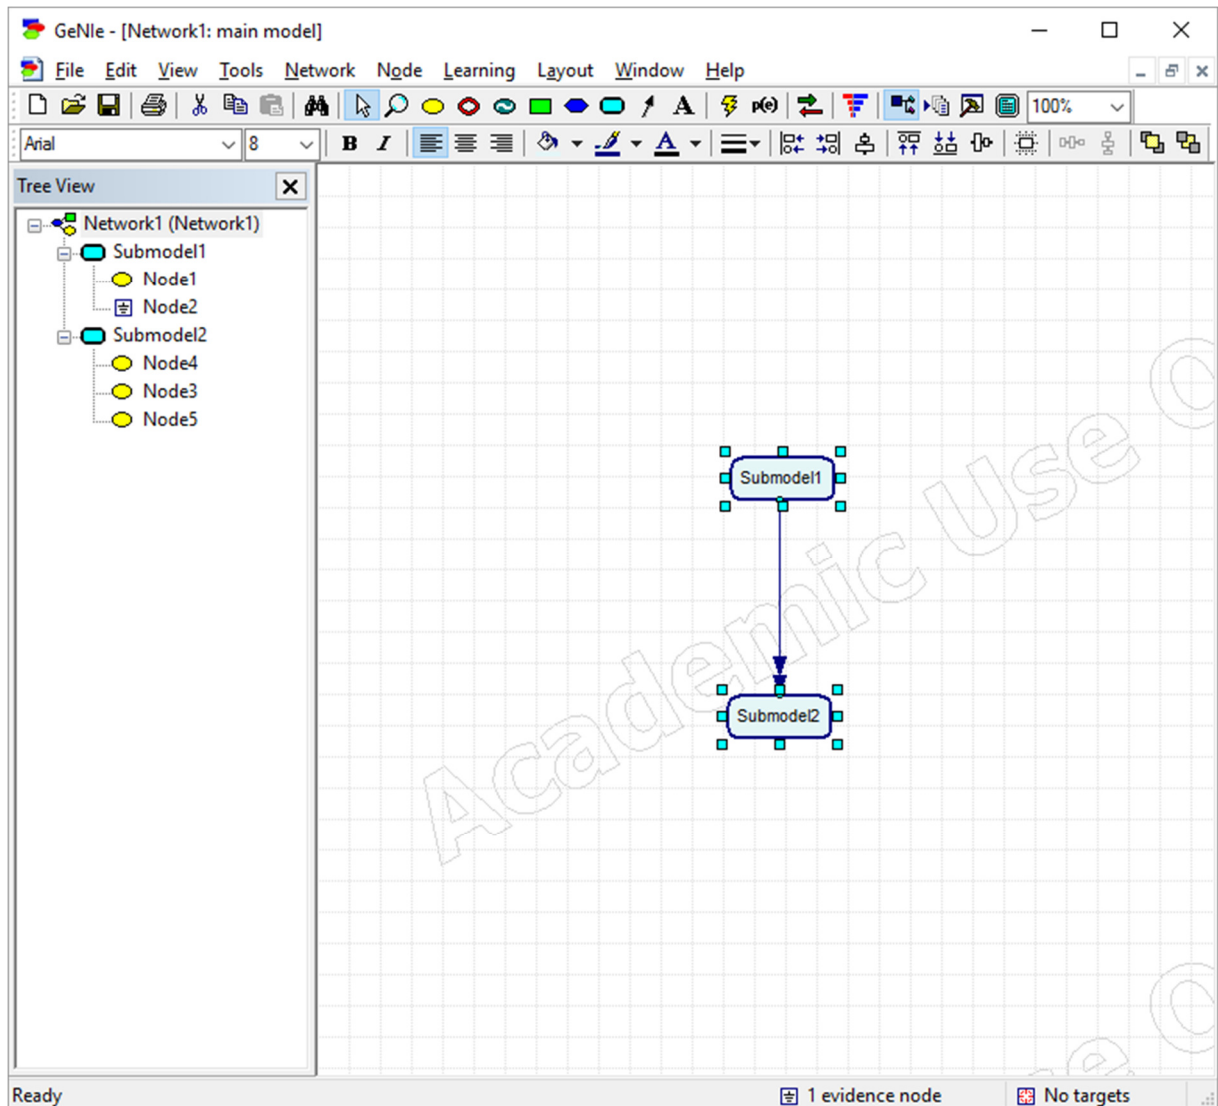 GeNIe - [Network1: main model]
File Edit View Tools Network Node Learning Layout Window Help
A p(e) 100%
Arial 8 B I A
Tree View
Network1 (Network1)
Submodel1
Node1
Node2
Submodel2
Node4
Node3
Node5
Submodel1
Submodel2
Academic Use O
Ready 1 evidence node No targets